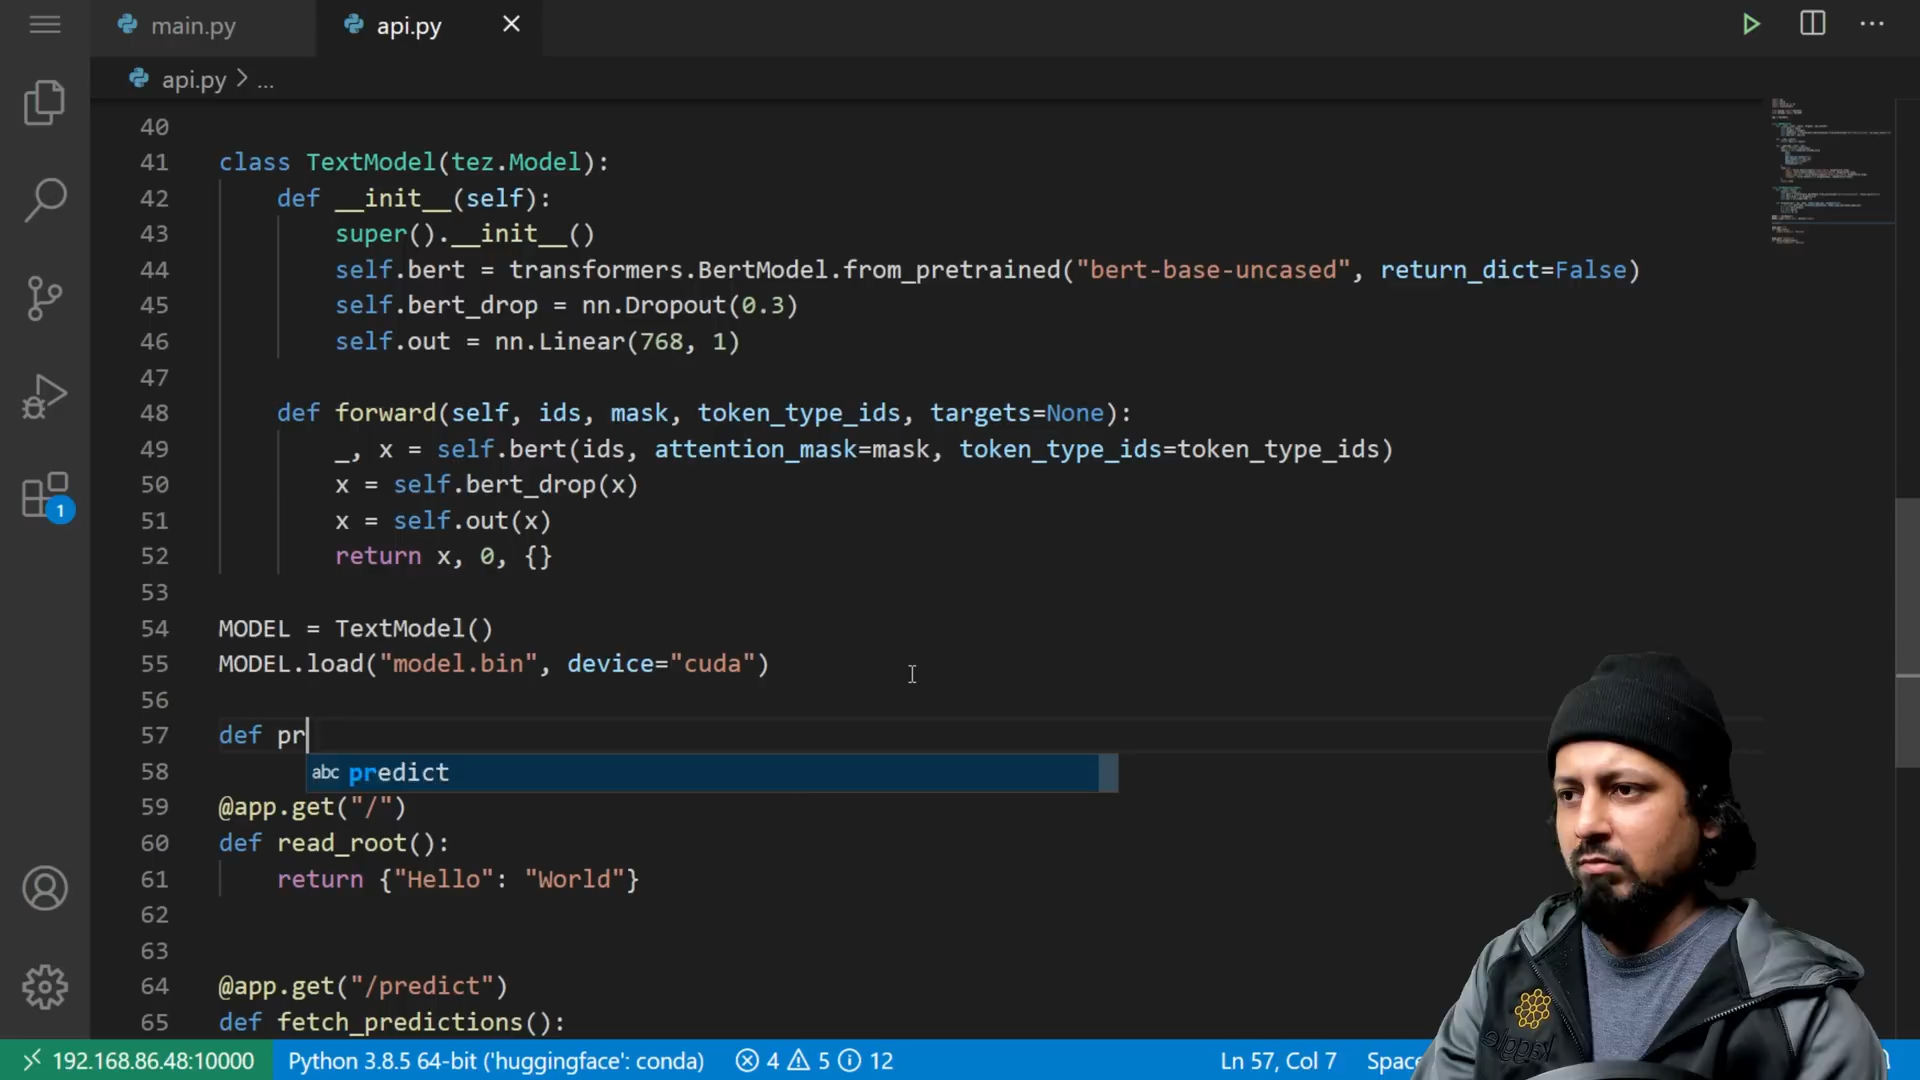 main.py
api.py
api.py > ...
40
41 class TextModel(tez.Model):
42 def __init__(self):
43 super().__init__()
44 self.bert = transformers.BertModel.from_pretrained("bert-base-uncased", return_dict=False)
45 self.bert_drop = nn.Dropout(0.3)
46 self.out = nn.Linear(768, 1)
47
48 def forward(self, ids, mask, token_type_ids, targets=None):
49 _, x = self.bert(ids, attention_mask=mask, token_type_ids=token_type_ids)
50 x = self.bert_drop(x)
51 x = self.out(x)
52 return x, 0, {}
53
54 MODEL = TextModel()
55 MODEL.load("model.bin", device="cuda")
56
57 def pr
58 abc predict
59 @app.get("/")
60 def read_root():
61 return {"Hello": "World"}
62
63
64 @app.get("/predict")
65 def fetch_predictions():
1
kaggle
192.168.86.48:10000 Python 3.8.5 64-bit ('huggingface': conda) 4 5 12 Ln 57, Col 7